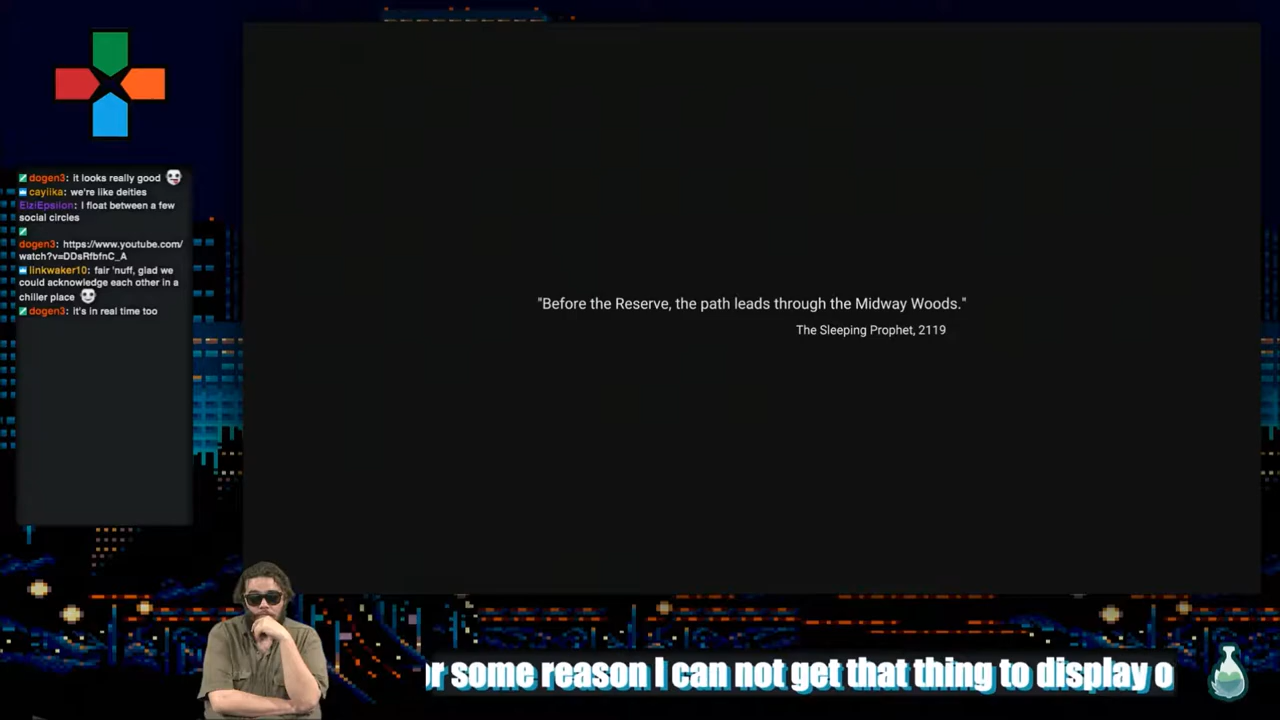 dogen3: it looks really good
cayiika: we're like deities
ElziEpsilon: I float between a few
social circles
dogen3: https://www.youtube.com/
watch?v=DDsRfbfnC_A
linkwaker10: fair 'nuff, glad we
could acknowledge each other in a
chiller place
dogen3: it's in real time too
"Before the Reserve, the path leads through the Midway Woods."
The Sleeping Prophet, 2119
or some reason I can not get that thing to display o